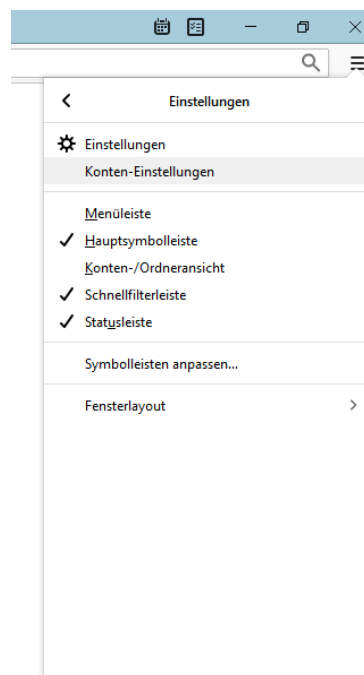 Einstellungen
Einstellungen
Konten-Einstellungen
Menüleiste
Hauptsymbolleiste
Konten-/Ordneransicht
Schnellfilterleiste
Statusleiste
Symbolleisten anpassen...
Fensterlayout